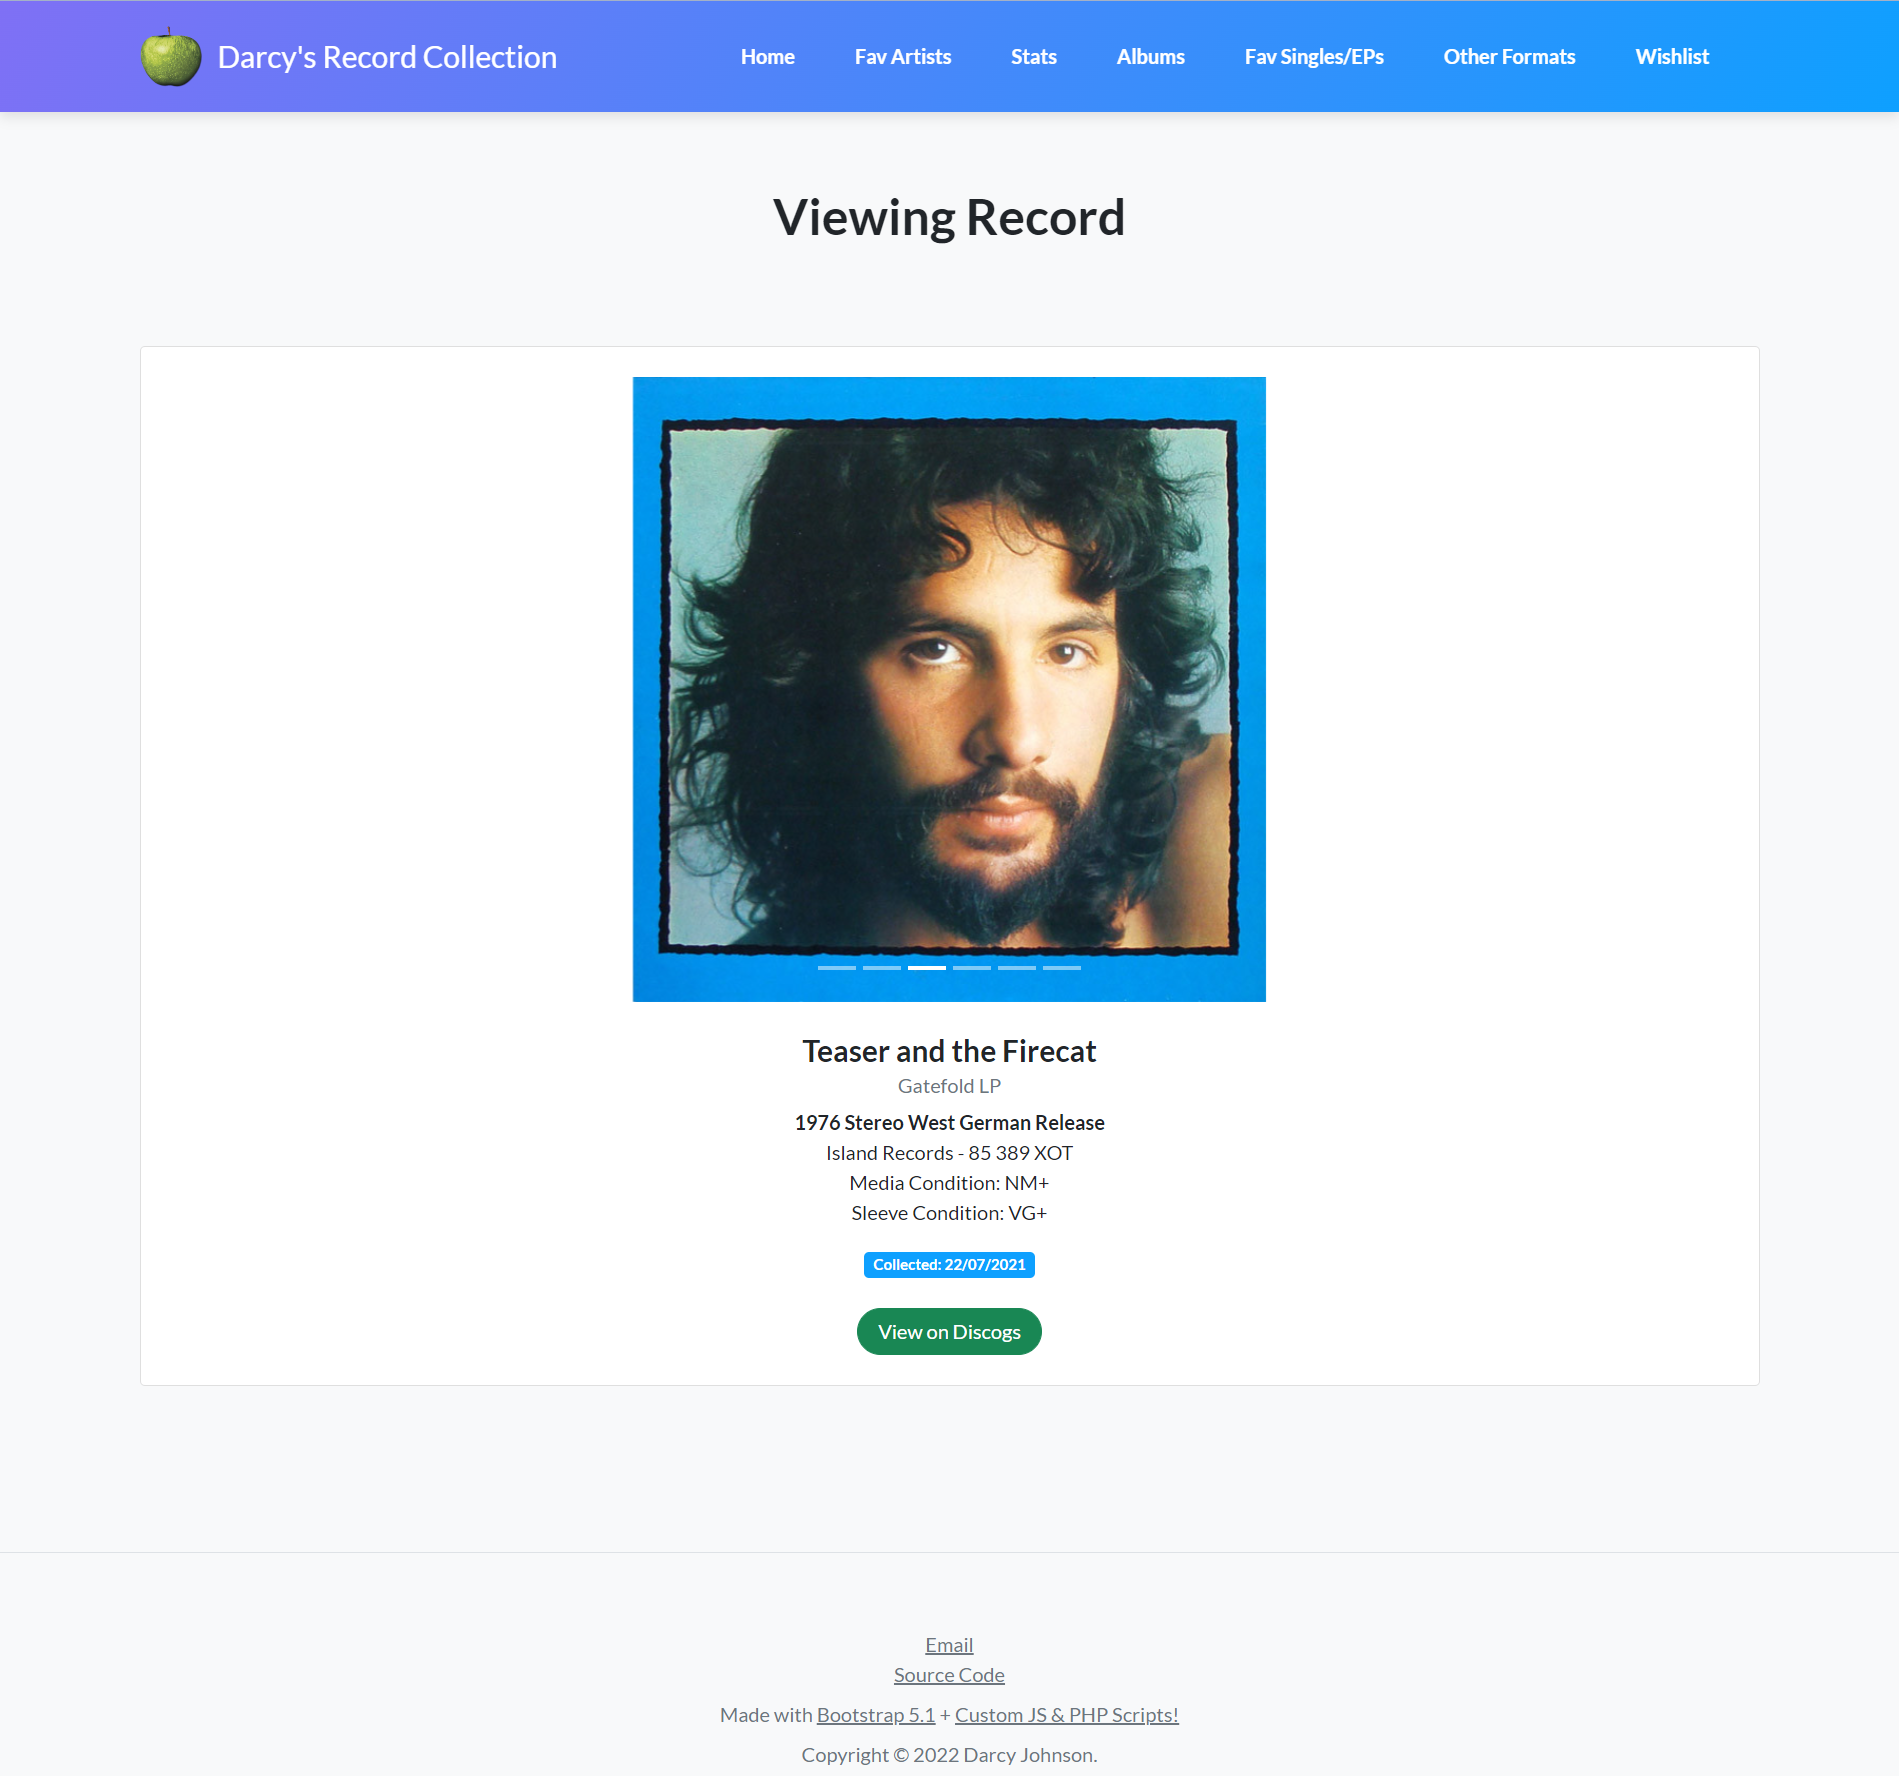 Darcy's Record Collection
Home Fav Artists Stats Albums Fav Singles/EPs Other Formats Wishlist
Viewing Record
Teaser and the Firecat
Gatefold LP
1976 Stereo West German Release
Island Records - 85 389 XOT
Media Condition: NM+
Sleeve Condition: VG+
Collected: 22/07/2021
View on Discogs
Email
Source Code
Made with Bootstrap 5.1 + Custom JS & PHP Scripts!
Copyright © 2022 Darcy Johnson.